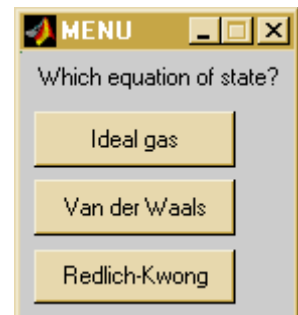 MENU
Which equation of state?
Ideal gas
Van der Waals
Redlich-Kwong